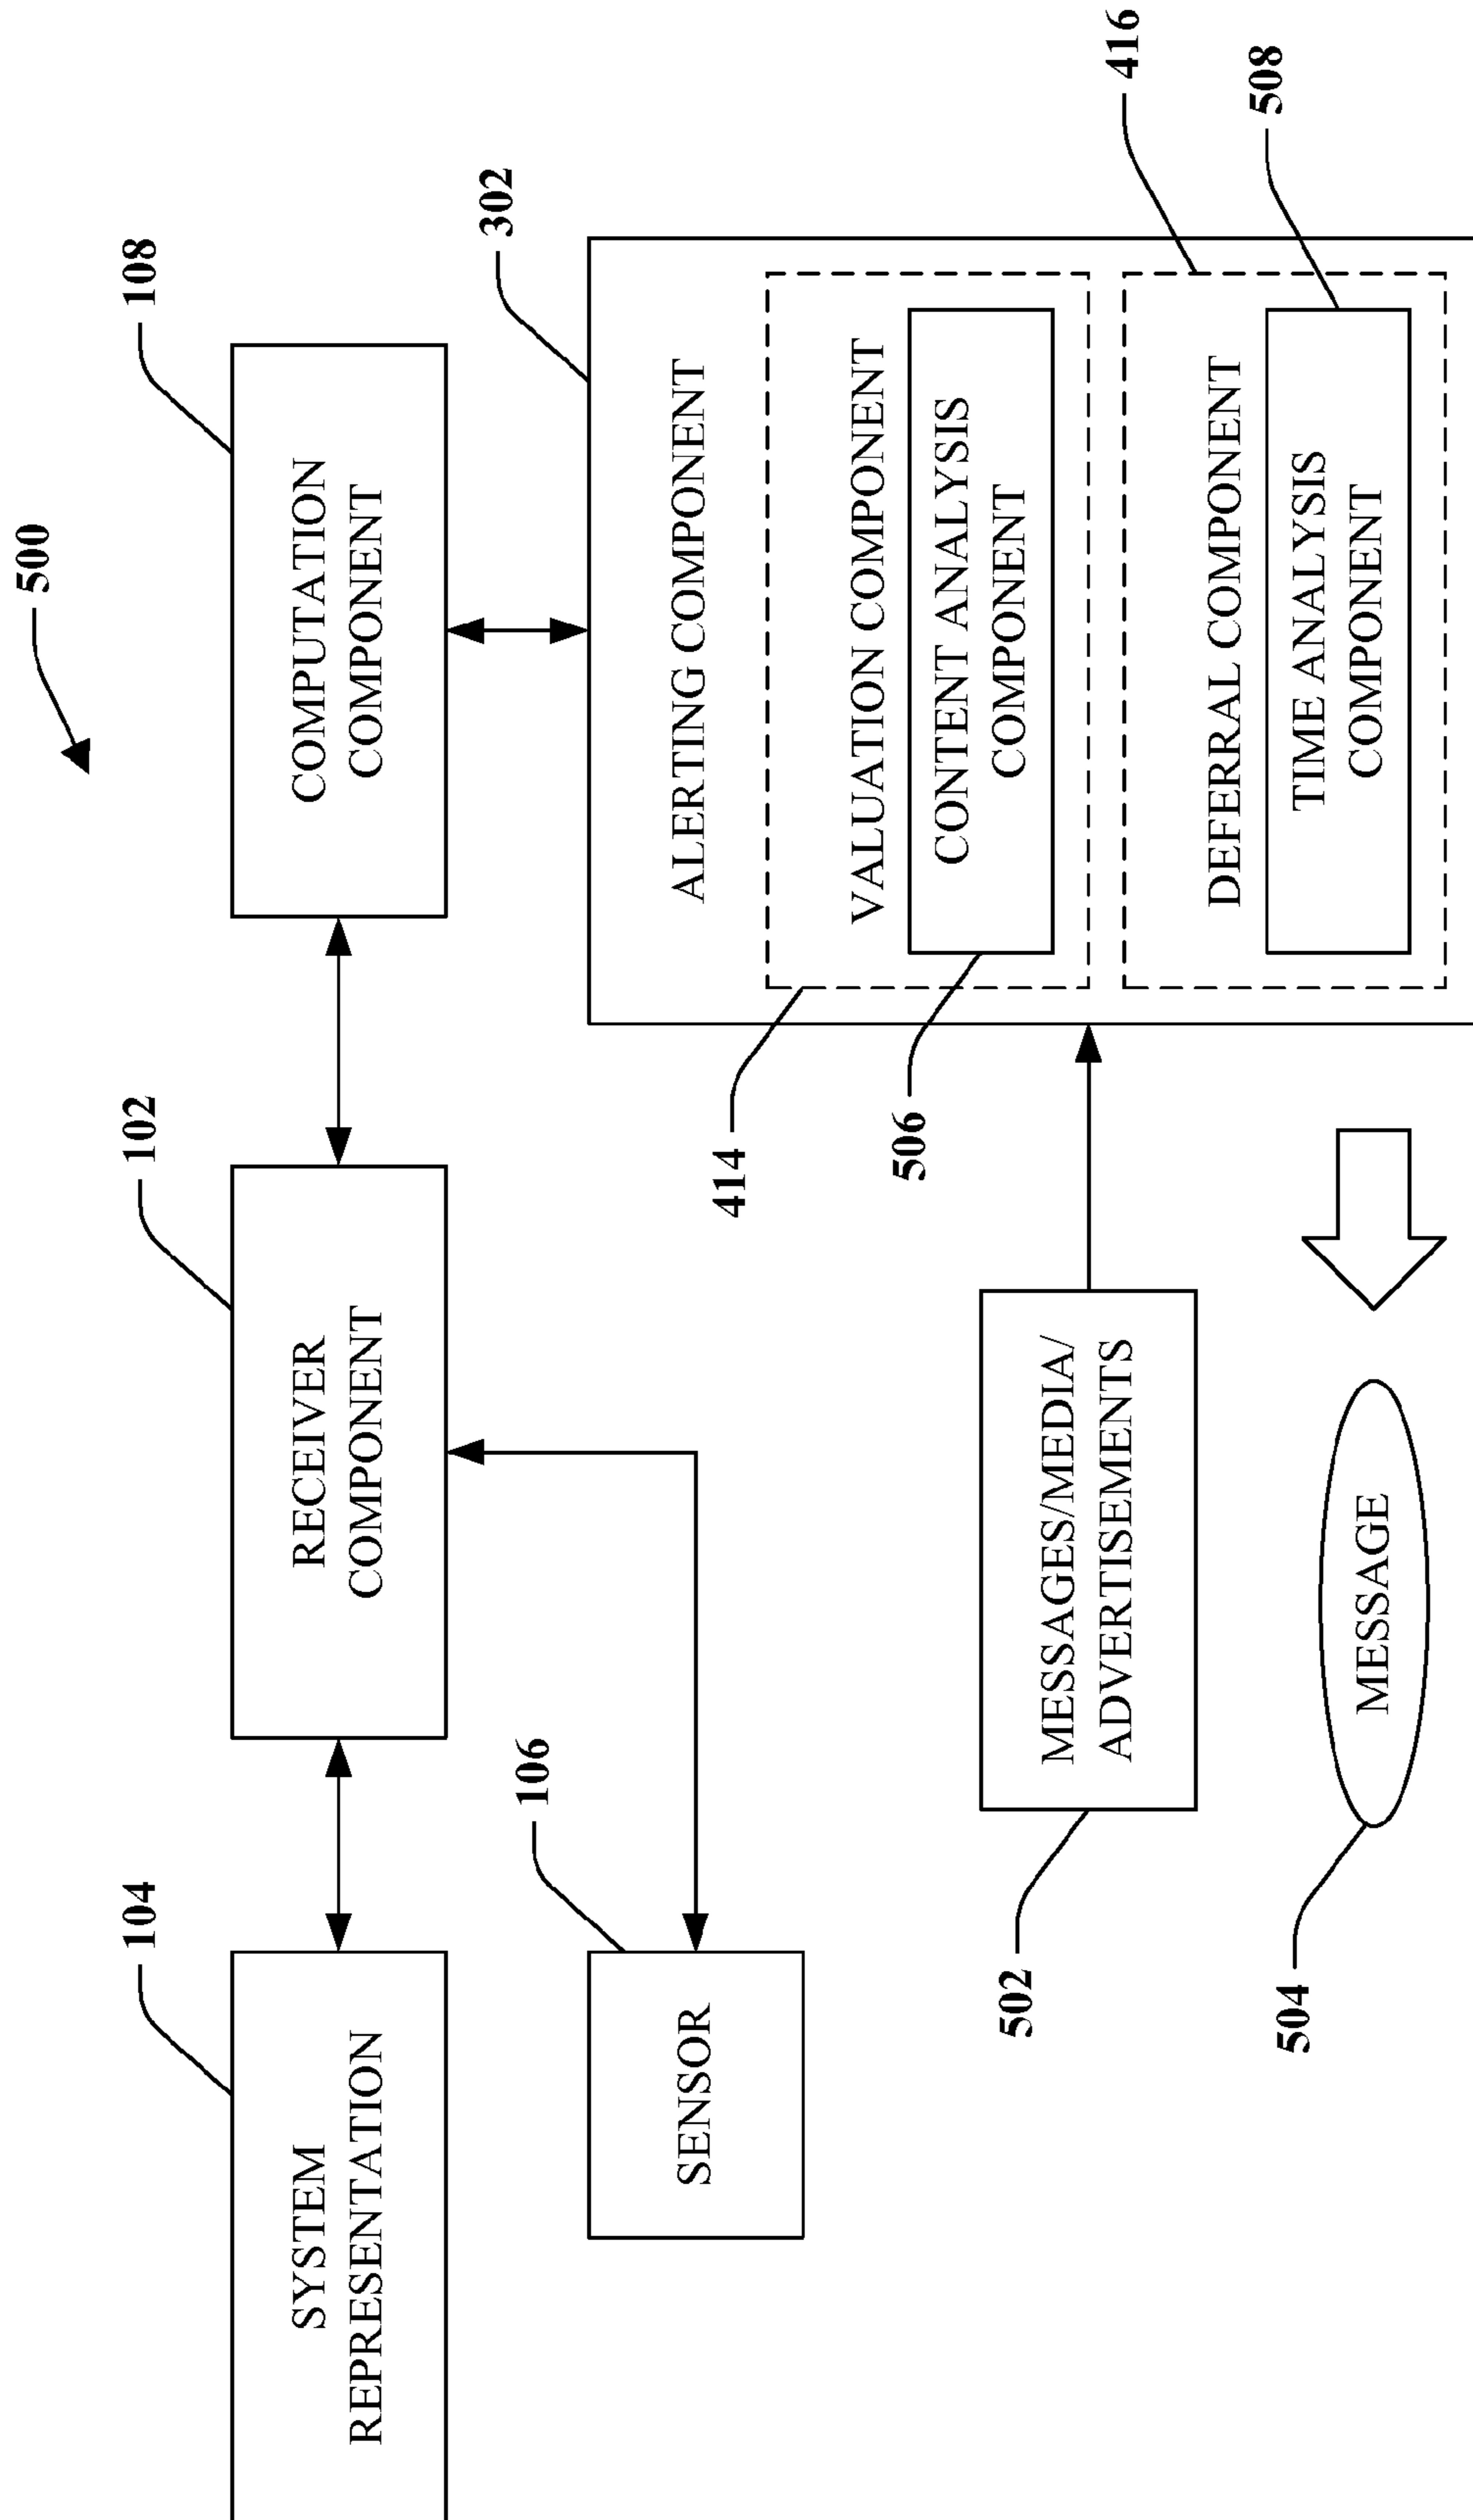 500
104
102
108
SYSTEM
REPRESENTATION
RECEIVER
COMPONENT
COMPUTATION
COMPONENT
106
302
SENSOR
ALERTING COMPONENT
414
VALUATION COMPONENT
506
CONTENT ANALYSIS
COMPONENT
502
MESSAGES/MEDIA/
ADVERTISEMENTS
416
DEFERRAL COMPONENT
508
TIME ANALYSIS
COMPONENT
504
MESSAGE